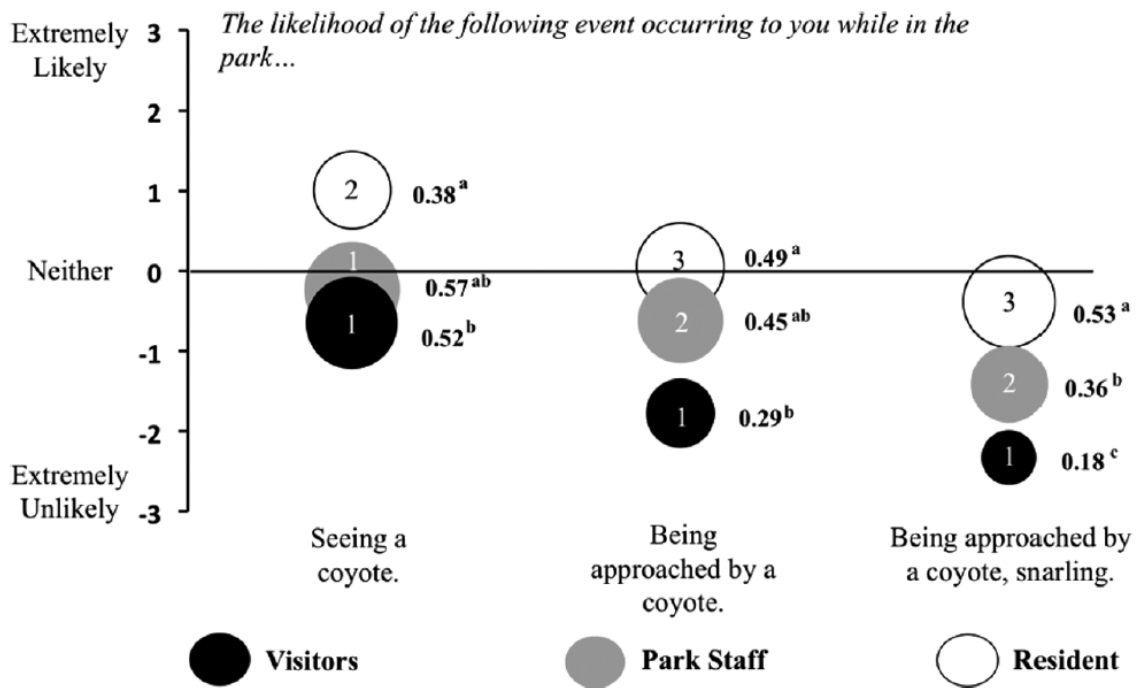 Extremely
Likely
The likelihood of the following event occurring to you while in the
park...
3
2
1
Neither
0
-1
-2
Extremely
Unlikely
-3
2
0.38 a
1
0.57 ab
1
0.52 b
3
0.49 a
2
0.45 ab
1
0.29 b
3
0.53 a
2
0.36 b
1
0.18 c
Seeing a
coyote.
Being
approached by a
coyote.
Being approached by
a coyote, snarling.
Visitors
Park Staff
Resident